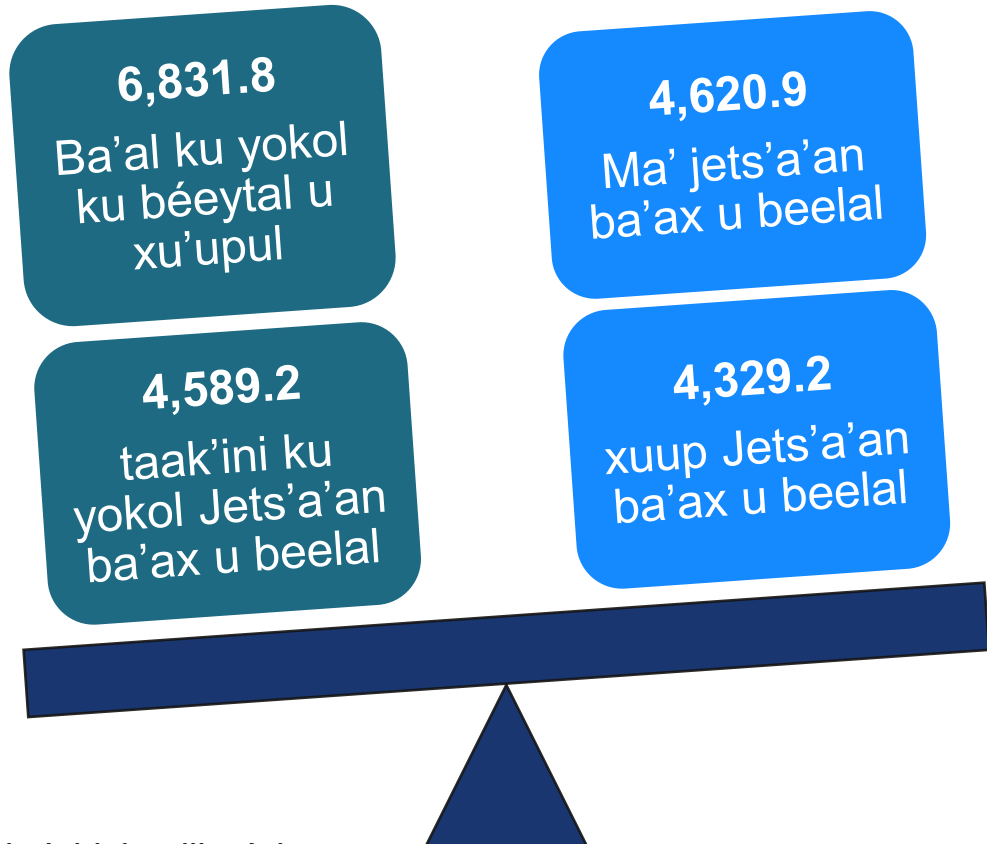 6,831.8
Ba’al ku yokol
ku béeytal u
xu’upul
4,589.2
taak’ini ku
yokol Jets’a’an
ba’ax u beelal
4,620.9
Ma’ jets’a’an
ba’ax u beelal
4,329.2
xuup Jets’a’an
ba’ax u beelal